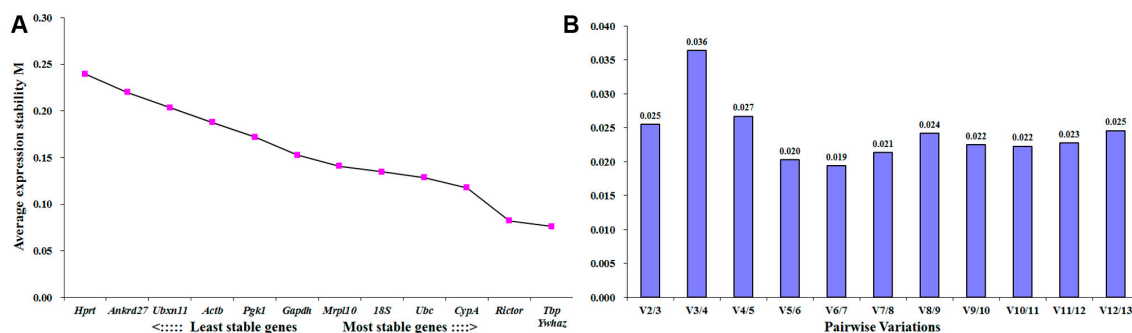 A
Average expression stability M
0.30
0.25
0.20
0.15
0.10
0.05
0.00
Hprt Ankrd27 Ubxn11 Actb Pgk1 Gapdh Mrpl10 18S Ubc CypA Rictor Tbp
Ywhaz
<::::: Least stable genes Most stable genes ::::>
B
0.040
0.035
0.030
0.025
0.020
0.015
0.010
0.005
0.000
0.025 0.036 0.027 0.020 0.019 0.021 0.024 0.022 0.022 0.023 0.025
V2/3 V3/4 V4/5 V5/6 V6/7 V7/8 V8/9 V9/10 V10/11 V11/12 V12/13
Pairwise Variations